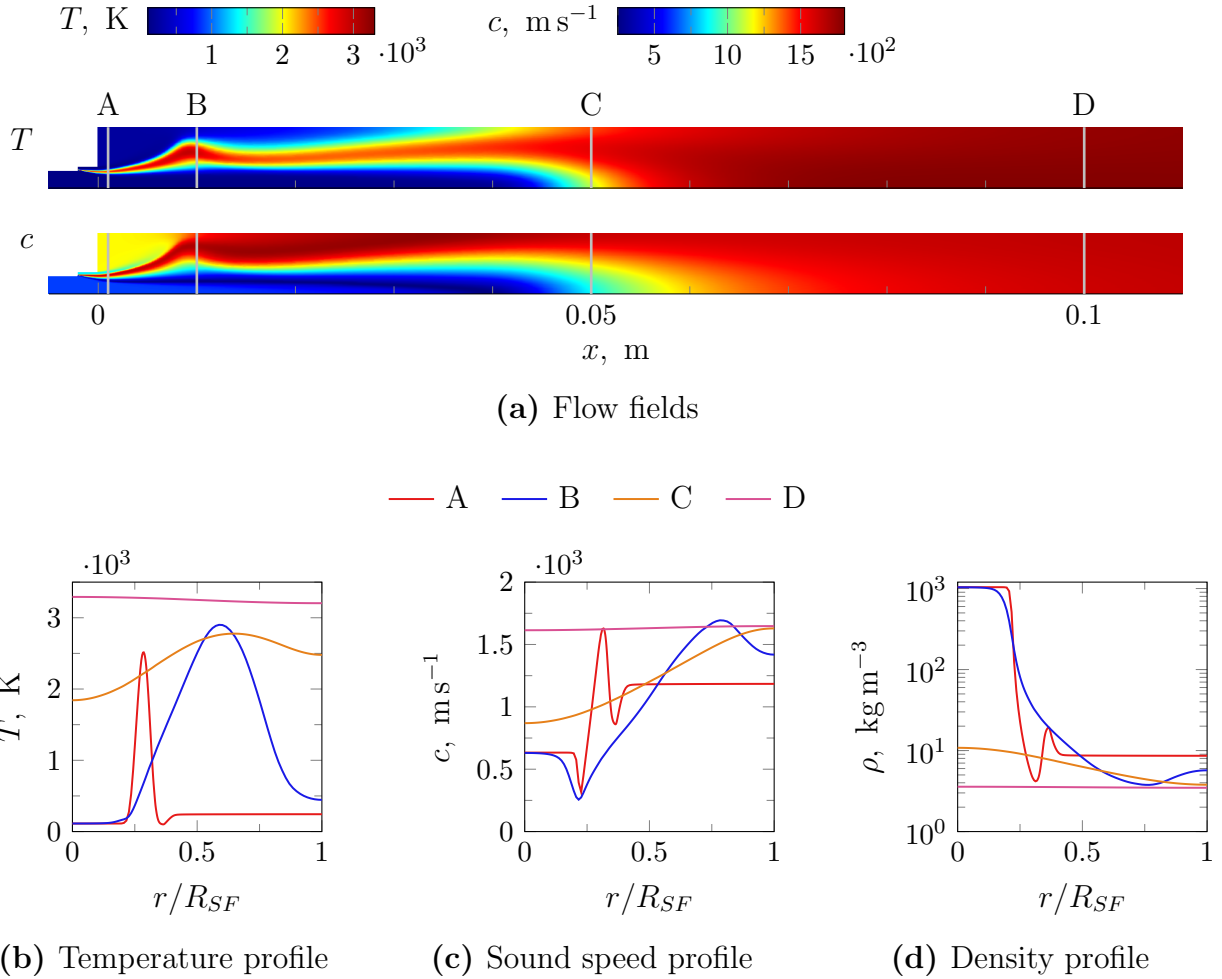 T, K 1 2 3 ·10³ c, m s⁻¹ 5 10 15 ·10²
A B C D
T
c
0 0.05 0.1
x, m
(a) Flow fields
A B C D
·10³
3
2
1
0
T, K
0 0.5 1
r/R_SF
(b) Temperature profile
·10³
2
1.5
1
0.5
0
c, m s⁻¹
0 0.5 1
r/R_SF
(c) Sound speed profile
10³
10²
10¹
10⁰
ρ, kg m⁻³
0 0.5 1
r/R_SF
(d) Density profile